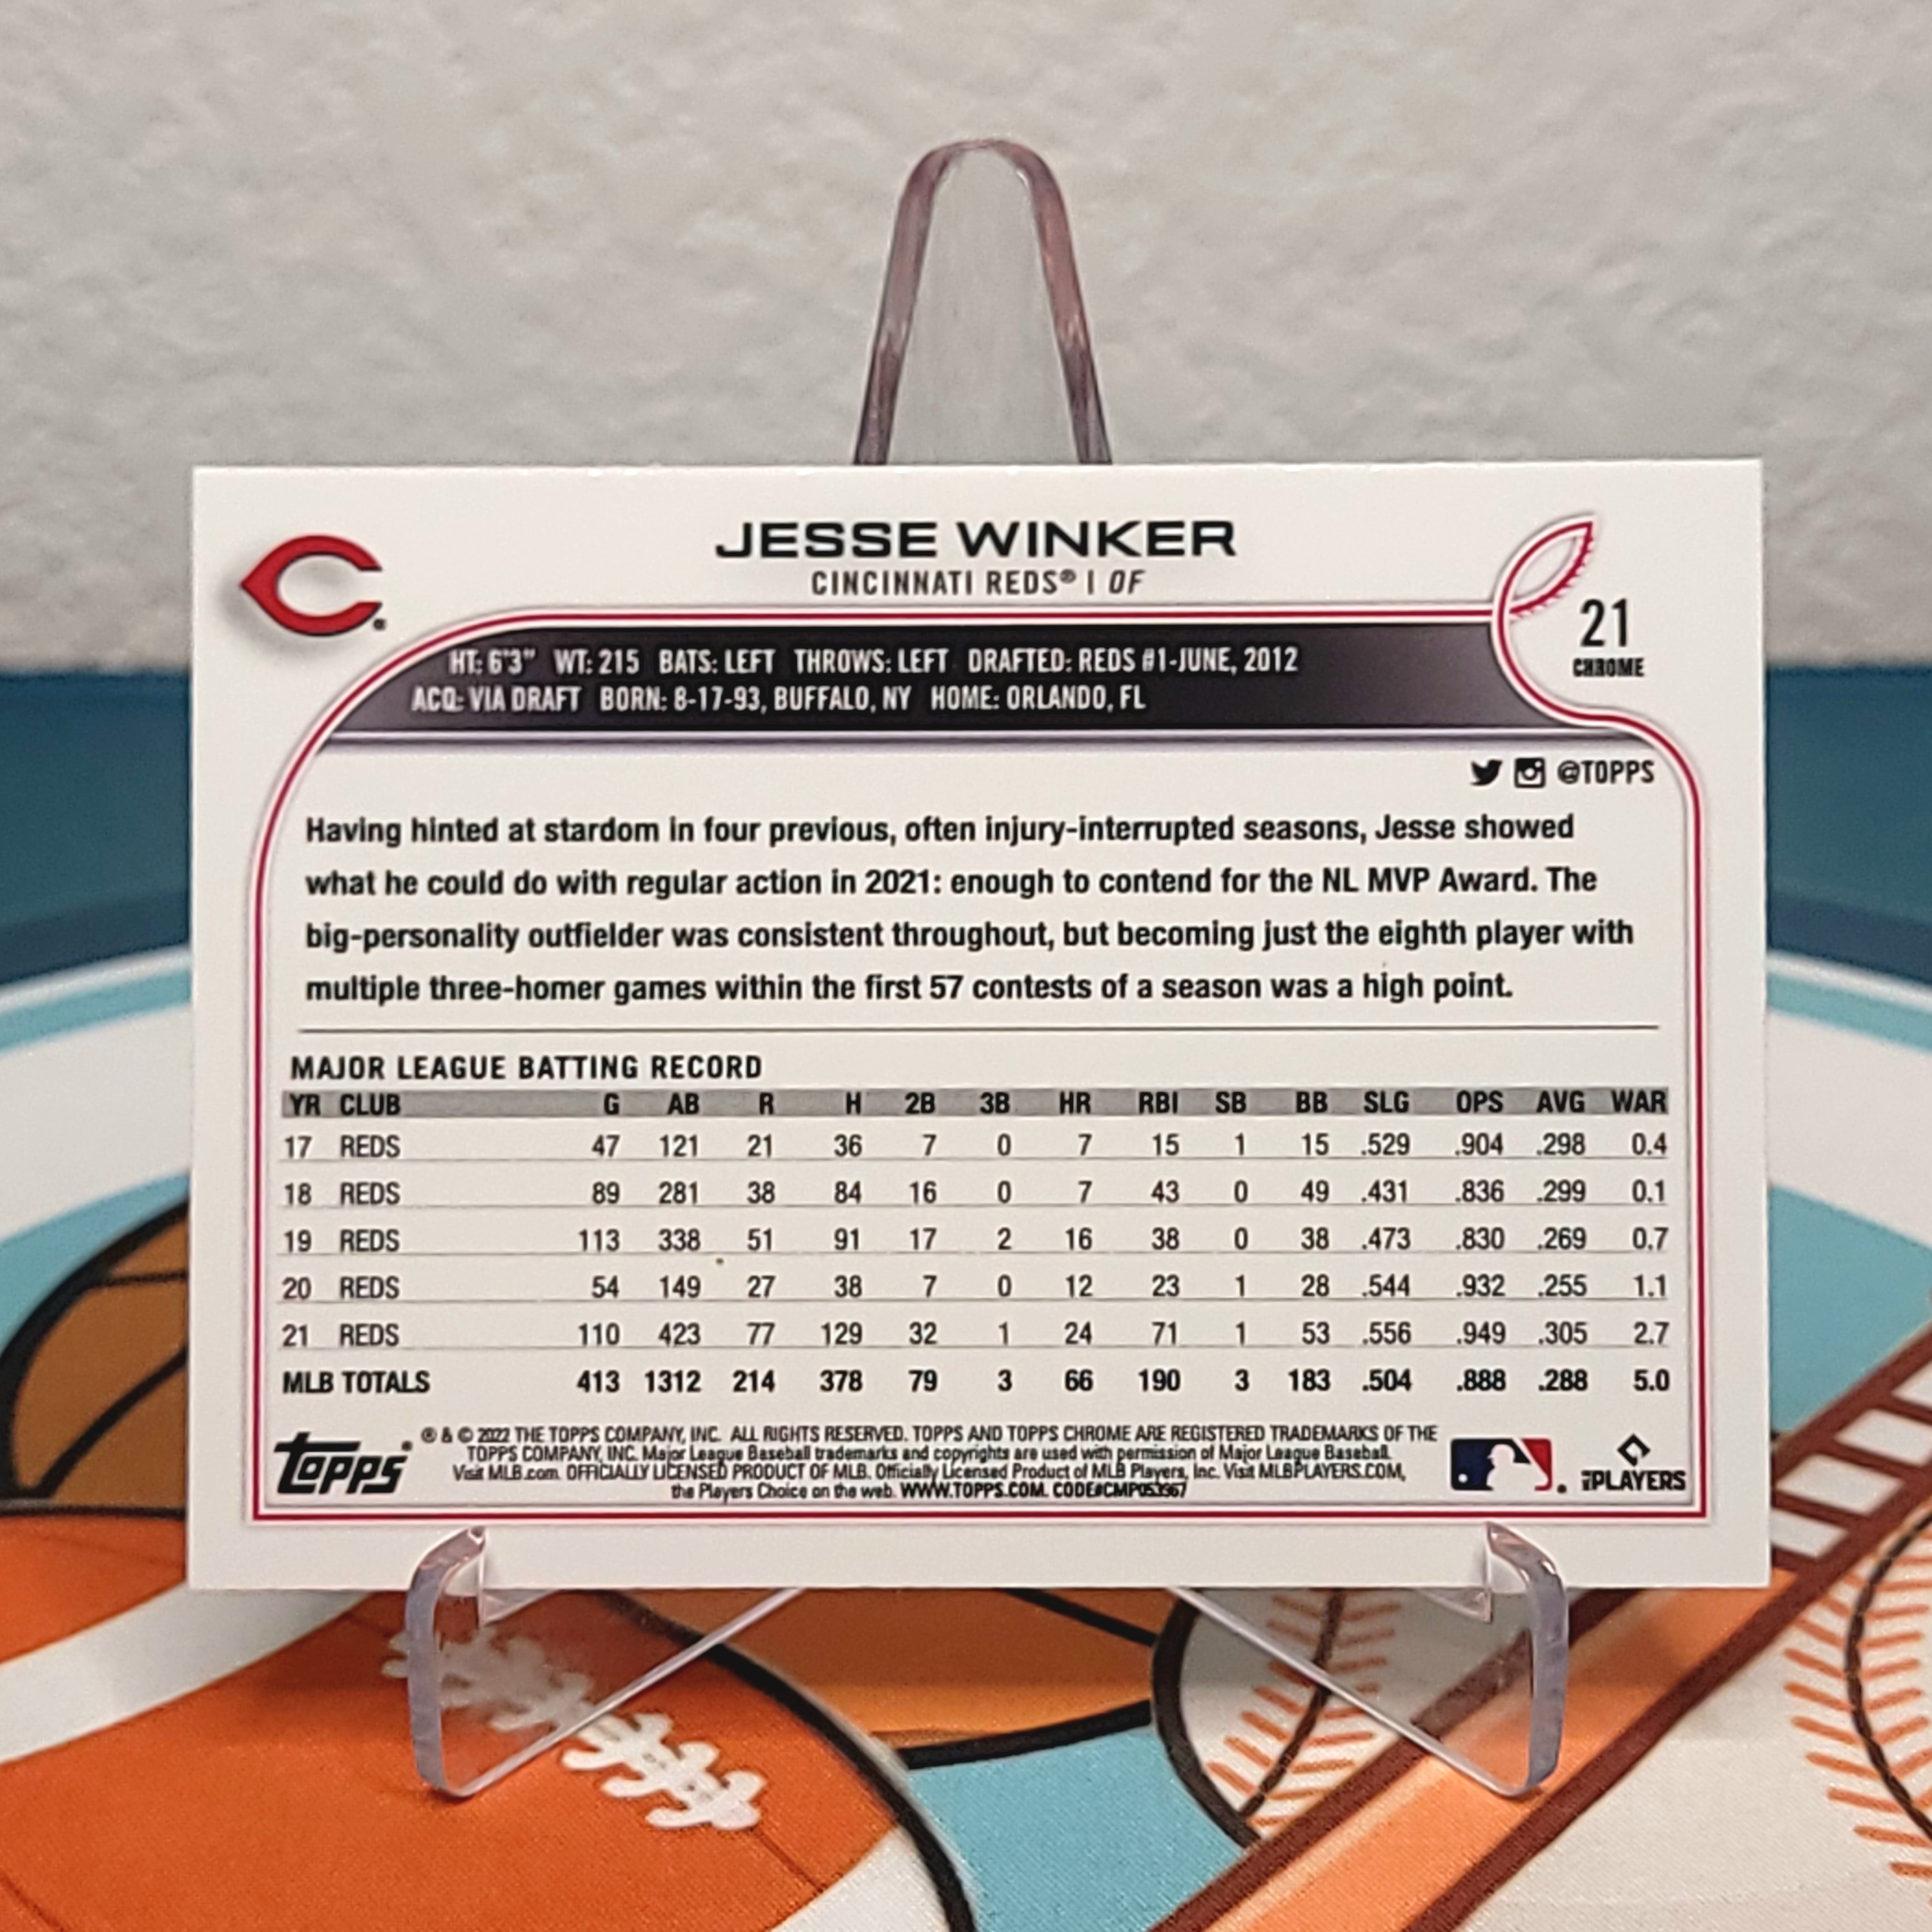 JESSE WINKER
CINCINNATI REDS® | OF
21
CHROME
HT: 6'3" WT: 215 BATS: LEFT THROWS: LEFT DRAFTED: REDS #1-JUNE, 2012
ACQ: VIA DRAFT BORN: 8-17-93, BUFFALO, NY HOME: ORLANDO, FL
@TOPPS
Having hinted at stardom in four previous, often injury-interrupted seasons, Jesse showed
what he could do with regular action in 2021: enough to contend for the NL MVP Award. The
big-personality outfielder was consistent throughout, but becoming just the eighth player with
multiple three-homer games within the first 57 contests of a season was a high point.
MAJOR LEAGUE BATTING RECORD
YR CLUB G AB R H 2B 3B HR RBI SB BB SLG OPS AVG WAR
17 REDS 47 121 21 36 7 0 7 15 1 15 .529 .904 .298 0.4
18 REDS 89 281 38 84 16 0 7 43 0 49 .431 .836 .299 0.1
19 REDS 113 338 51 91 17 2 16 38 0 38 .473 .830 .269 0.7
20 REDS 54 149 27 38 7 0 12 23 1 28 .544 .932 .255 1.1
21 REDS 110 423 77 129 32 1 24 71 1 53 .556 .949 .305 2.7
MLB TOTALS 413 1312 214 378 79 3 66 190 3 183 .504 .888 .288 5.0
topps®
® & © 2022 THE TOPPS COMPANY, INC. ALL RIGHTS RESERVED. TOPPS AND TOPPS CHROME ARE REGISTERED TRADEMARKS OF THE
TOPPS COMPANY, INC. Major League Baseball trademarks and copyrights are used with permission of Major League Baseball.
Visit MLB.com. OFFICIALLY LICENSED PRODUCT OF MLB. Officially Licensed Product of MLB Players, Inc. Visit MLBPLAYERS.COM,
the Players Choice on the web. WWW.TOPPS.COM. CODE#CMP053967
PLAYERS